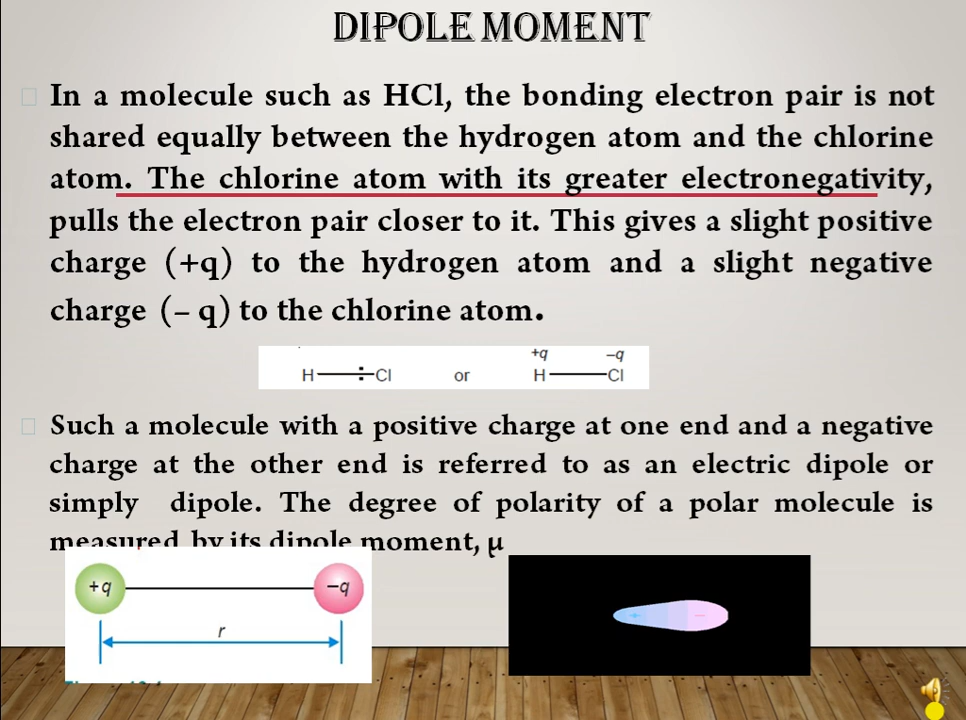 DIPOLE MOMENT
In a molecule such as HCl, the bonding electron pair is not
shared equally between the hydrogen atom and the chlorine
atom. The chlorine atom with its greater electronegativity,
pulls the electron pair closer to it. This gives a slight positive
charge (+q) to the hydrogen atom and a slight negative
charge (– q) to the chlorine atom.
+q –q
H Cl or H Cl
Such a molecule with a positive charge at one end and a negative
charge at the other end is referred to as an electric dipole or
simply dipole. The degree of polarity of a polar molecule is
measured by its dipole moment, μ
+q –q
r